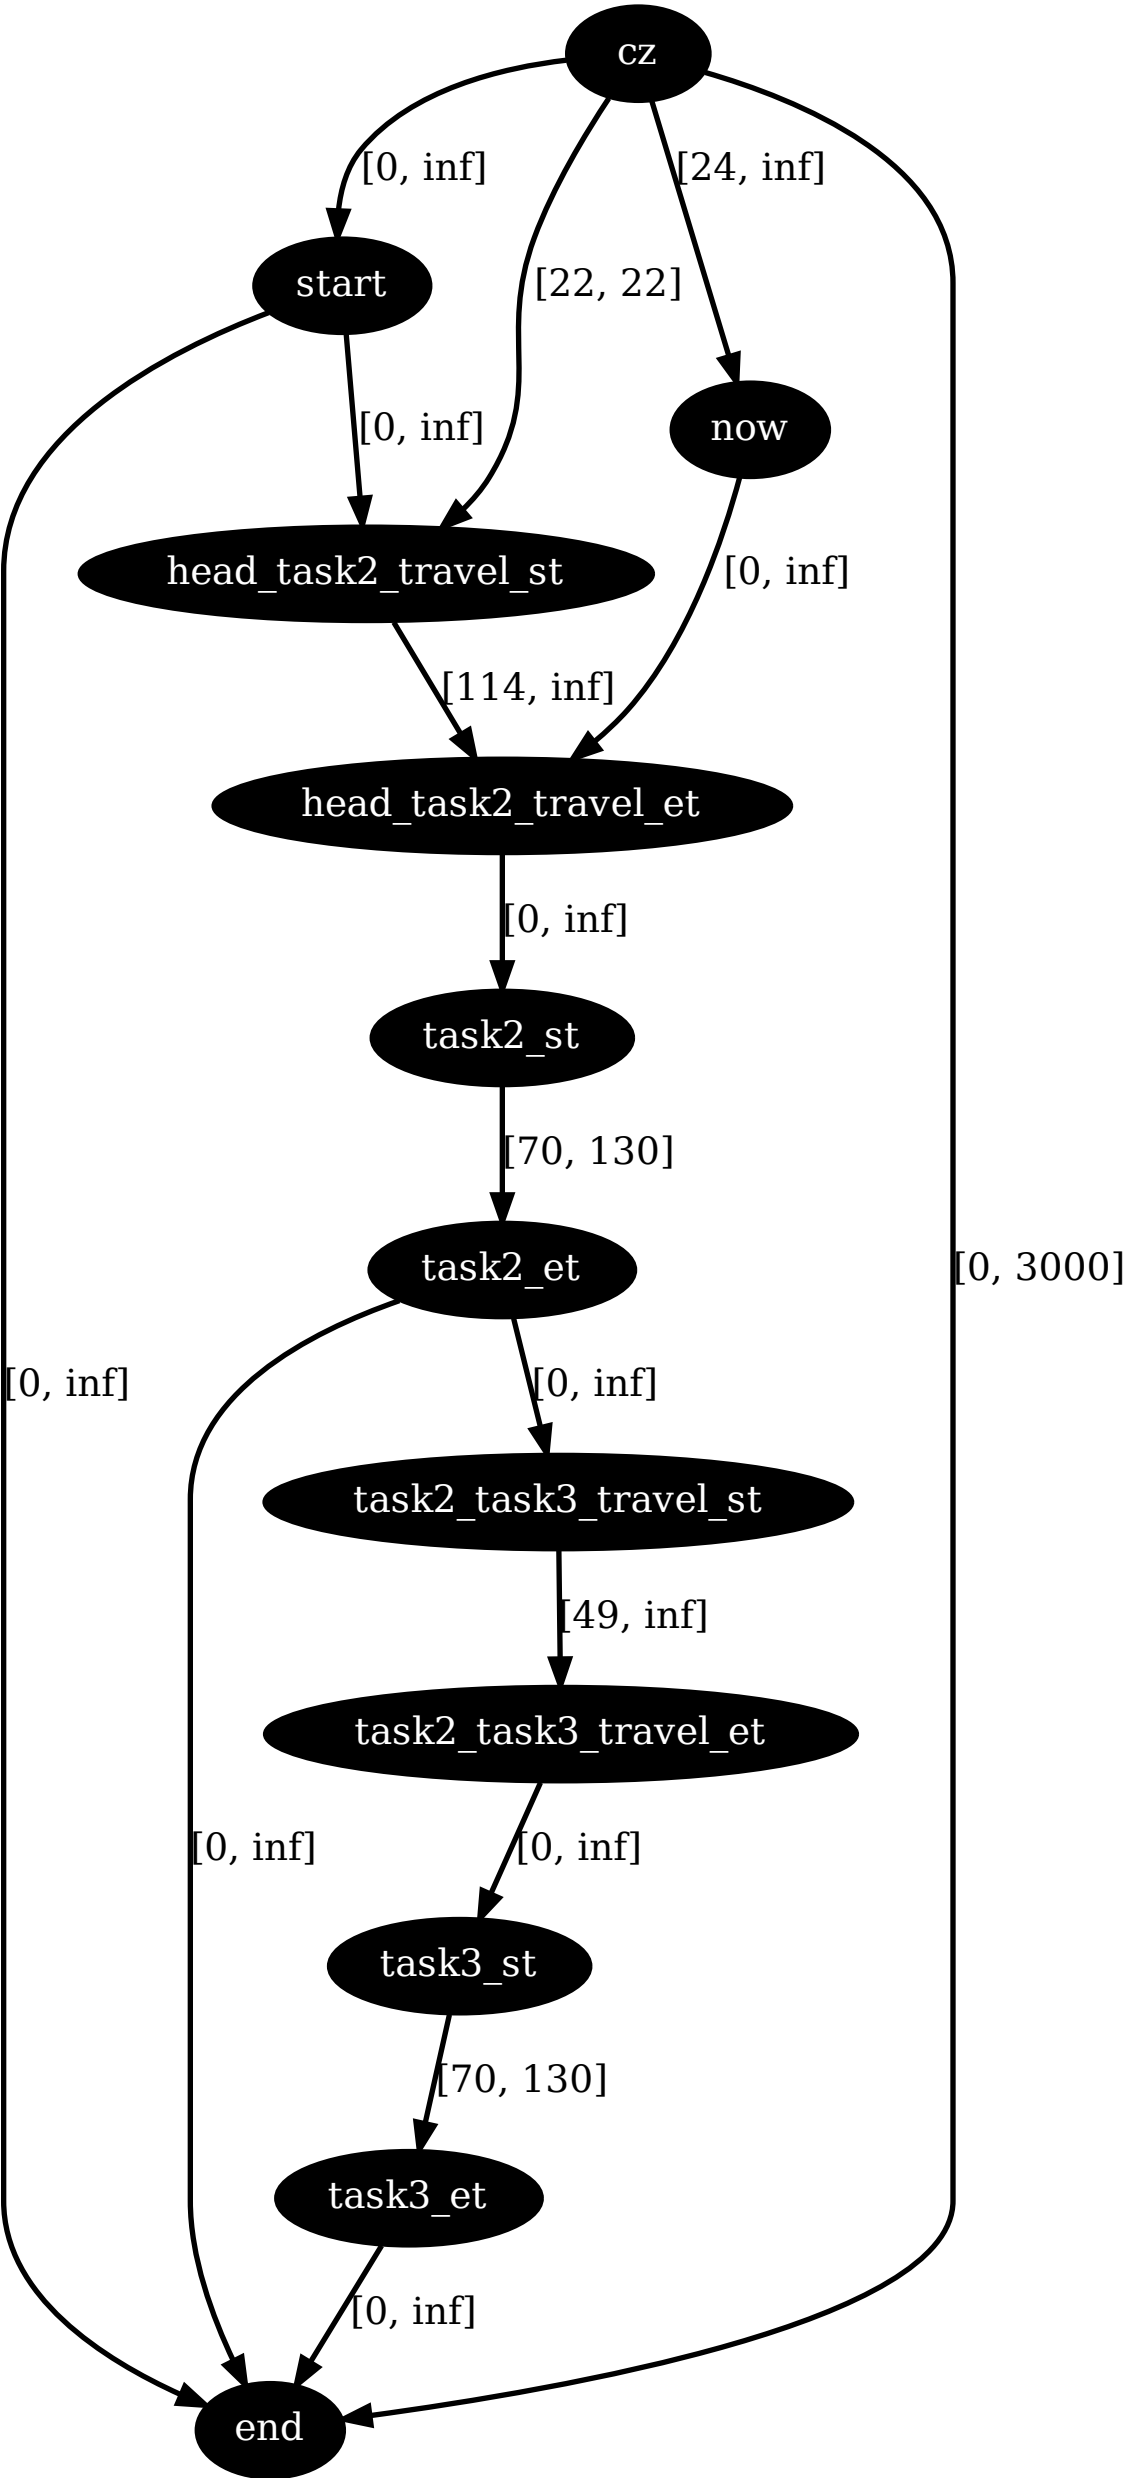 cz
[0, inf]
[24, inf]
start
[22, 22]
[0, inf]
now
head_task2_travel_st
[0, inf]
[114, inf]
head_task2_travel_et
[0, inf]
task2_st
[70, 130]
task2_et
[0, 3000]
[0, inf]
[0, inf]
task2_task3_travel_st
[49, inf]
task2_task3_travel_et
[0, inf]
[0, inf]
task3_st
[70, 130]
task3_et
[0, inf]
end